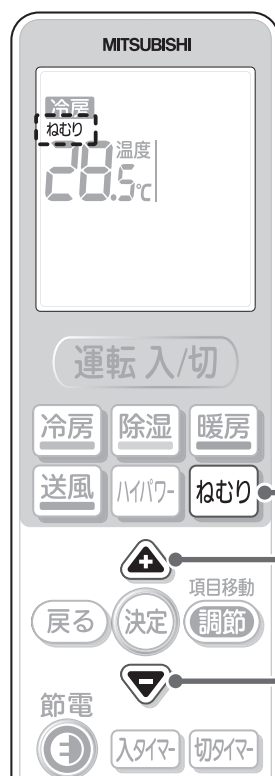 MITSUBISHI
冷房
ねむり
温度
28.5℃
運転 入/切
冷房 除湿 暖房
送風 ハイパワー ねむり
項目移動
戻る 決定 調節
節電
入タイマー 切タイマー